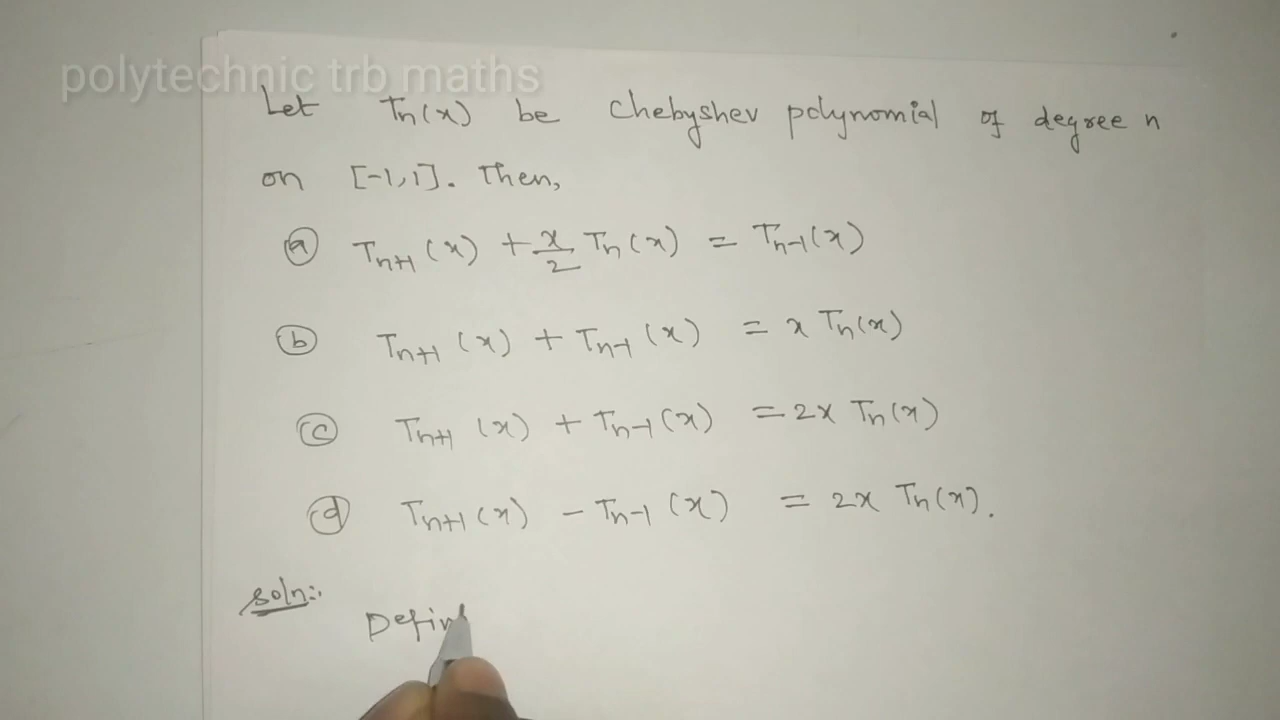 polytechnic trb maths
Let Tn(x) be Chebyshev polynomial of degree n
on [-1,1]. Then,
(a) Tn+1 (x) + x/2 Tn (x) = Tn-1(x)
(b) Tn+1 (x) + Tn-1 (x) = x Tn(x)
(c) Tn+1 (x) + Tn-1(x) = 2x Tn(x)
(d) Tn+1(x) - Tn-1 (x) = 2x Tn(x).
Soln:
Defin